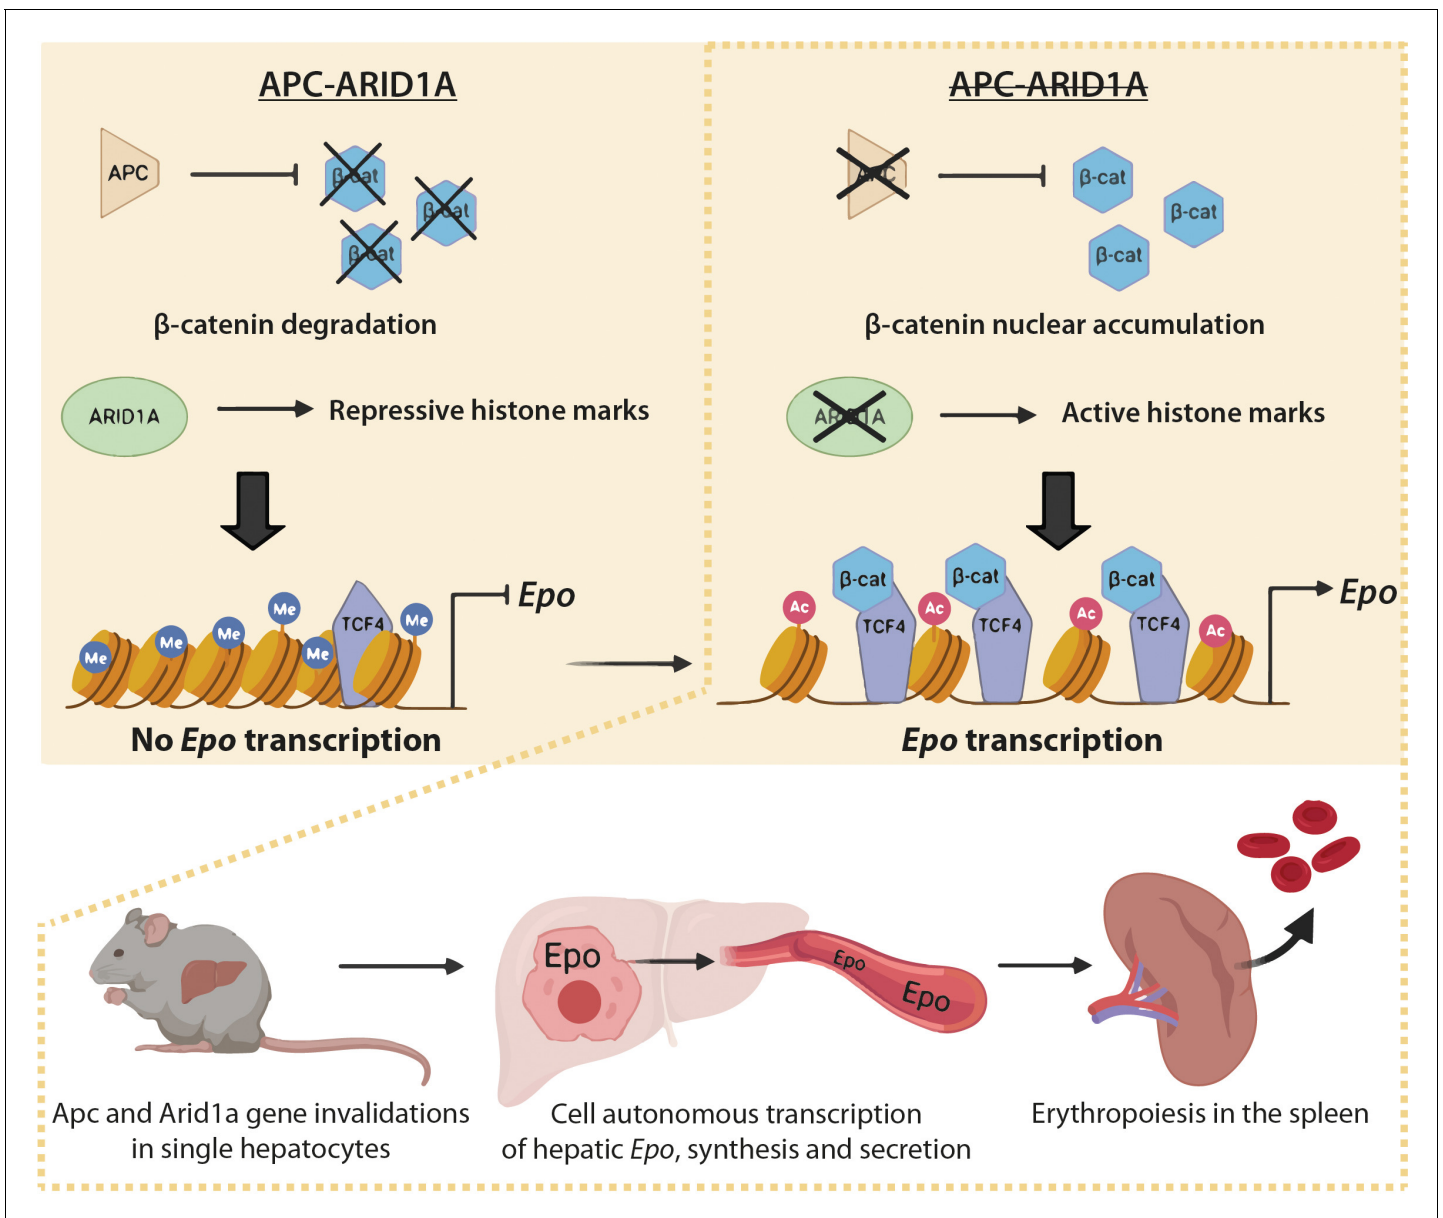 APC-ARID1A
APC
β-cat
β-cat
β-cat
β-catenin degradation
ARID1A
Repressive histone marks
Me
Me
Me
Me
Me
Me
TCF4
Epo
No Epo transcription
APC-ARID1A
APC
β-cat
β-cat
β-cat
β-catenin nuclear accumulation
ARID1A
Active histone marks
β-cat
β-cat
β-cat
Ac
Ac
Ac
Ac
TCF4
TCF4
TCF4
Epo
Epo transcription
Epo
Epo
Epo
Apc and Arid1a gene invalidations
in single hepatocytes
Cell autonomous transcription
of hepatic Epo, synthesis and secretion
Erythropoiesis in the spleen